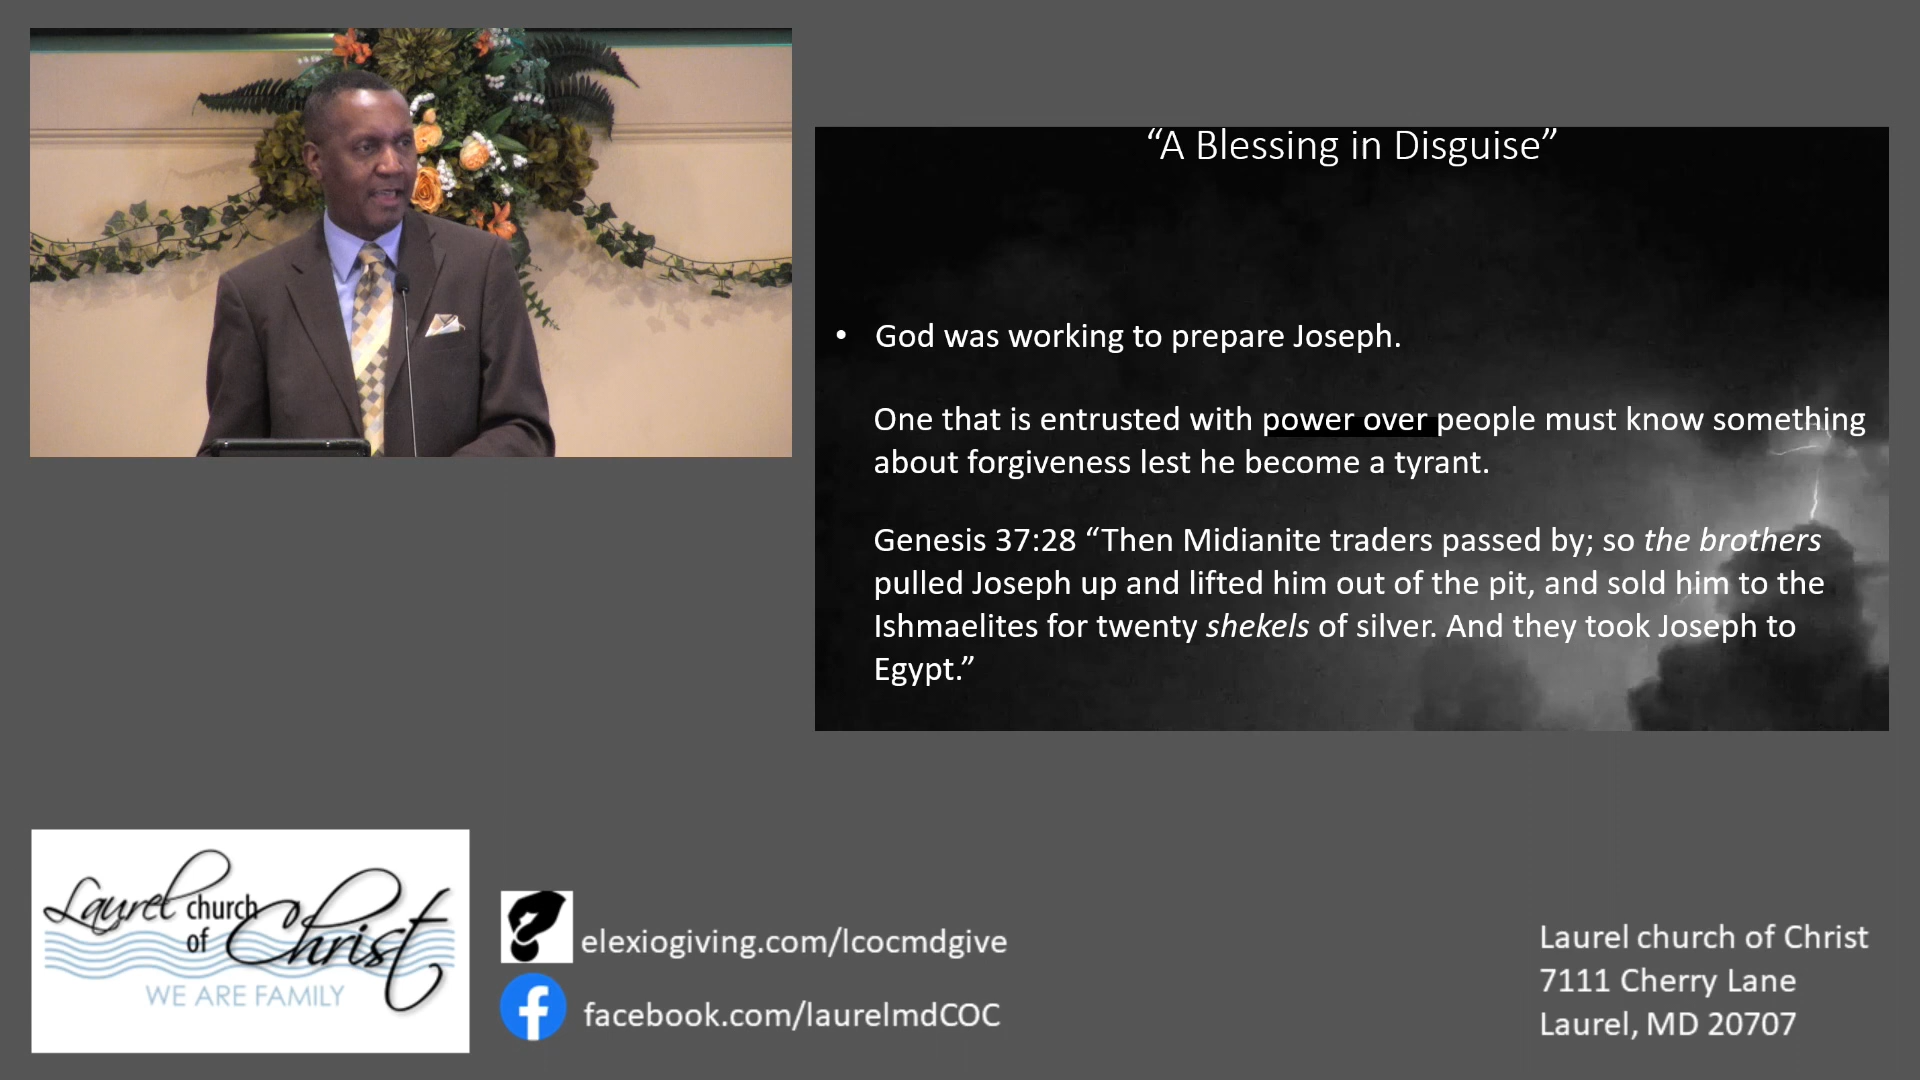 “A Blessing in Disguise”
• God was working to prepare Joseph.
One that is entrusted with power over people must know something
about forgiveness lest he become a tyrant.
Genesis 37:28 “Then Midianite traders passed by; so the brothers
pulled Joseph up and lifted him out of the pit, and sold him to the
Ishmaelites for twenty shekels of silver. And they took Joseph to
Egypt.”
Laurel church
of Christ
WE ARE FAMILY
elexiogiving.com/lcocmdgive
facebook.com/laurelmdCOC
Laurel church of Christ
7111 Cherry Lane
Laurel, MD 20707